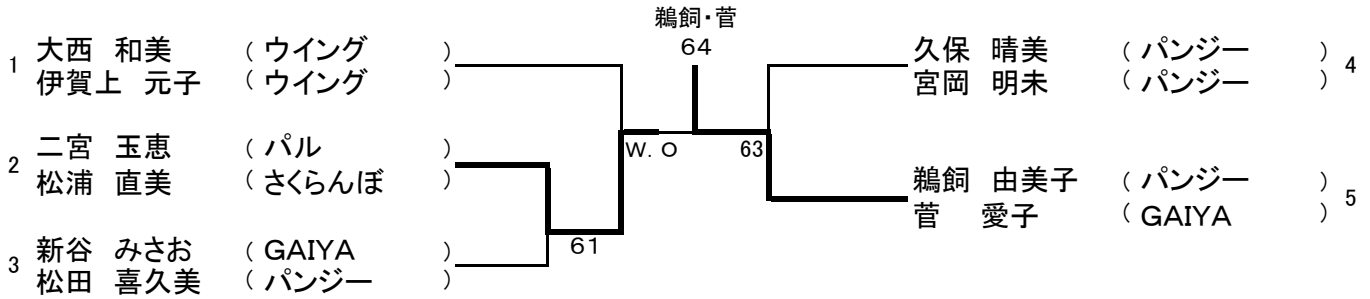 鵜飼・菅
64
1 大西 和美 （ ウイング ）
伊賀上 元子 （ ウイング ）
久保 晴美 （ パンジー ） 4
宮岡 明未 （ パンジー ）
W.O 63
2 二宮 玉恵 （ パル ）
松浦 直美 （ さくらんぼ ）
鵜飼 由美子 （ パンジー ） 5
菅 愛子 （ GAIYA ）
61
3 新谷 みさお （ GAIYA ）
松田 喜久美 （ パンジー ）